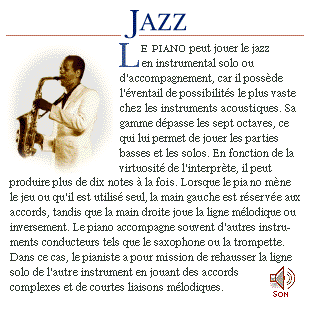 JAZZ
LE PIANO peut jouer le jazz
en instrumental solo ou
d'accompagnement, car il possède
l'éventail de possibilités le plus vaste
chez les instruments acoustiques. Sa
gamme dépasse les sept octaves, ce
qui lui permet de jouer les parties
basses et les solos. En fonction de la
virtuosité de l'interprète, il peut
produire plus de dix notes à la fois. Lorsque le piano mène
le jeu ou qu'il est utilisé seul, la main gauche est réservée aux
accords, tandis que la main droite joue la ligne mélodique ou
inversement. Le piano accompagne souvent d'autres instru-
ments conducteurs tels que le saxophone ou la trompette.
Dans ce cas, le pianiste a pour mission de rehausser la ligne
solo de l'autre instrument en jouant des accords
complexes et de courtes liaisons mélodiques.
SON